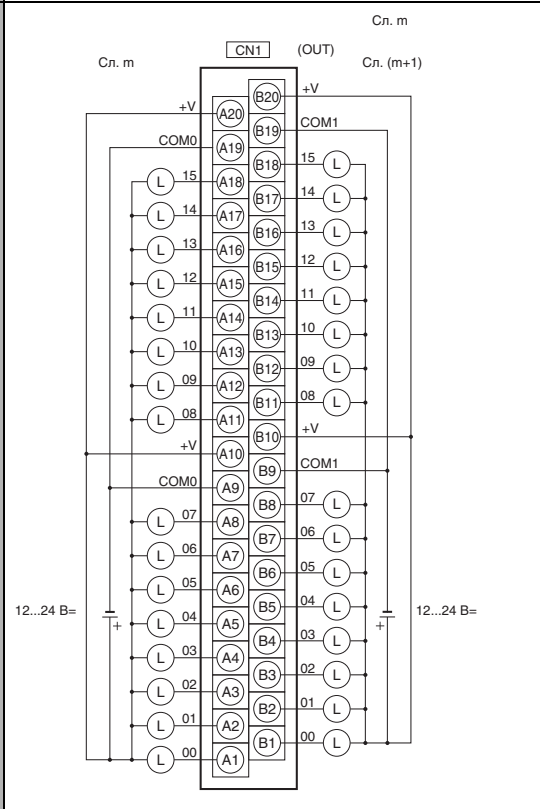 Сл. m
CN1 (OUT)
Сл. m Сл. (m+1)
B20 +V
+V A20
B19 COM1
COM0 A19
B18 15 L
L 15 A18
B17 14 L
L 14 A17
B16 13 L
L 13 A16
B15 12 L
L 12 A15
B14 11 L
L 11 A14
B13 10 L
L 10 A13
B12 09 L
L 09 A12
B11 08 L
L 08 A11
B10 +V
+V A10
B9 COM1
COM0 A9
B8 07 L
L 07 A8
B7 06 L
L 06 A7
B6 05 L
L 05 A6
B5 04 L
12...24 В= 12...24 В=
L 04 A5
+ +
B4 03 L
L 03 A4
B3 02 L
L 02 A3
B2 01 L
L 01 A2
B1 00 L
L 00 A1